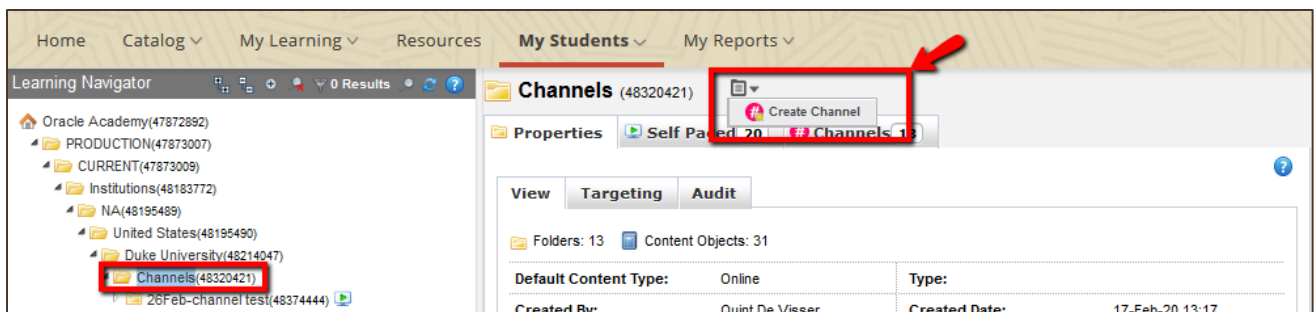 Home Catalog My Learning Resources My Students My Reports
Learning Navigator 0 Results ?
Channels (48320421)
# Create Channel
Oracle Academy(47872892)
Properties Self Paced 20 # Channels 13
PRODUCTION(47873007)
CURRENT(47873009)
?
Institutions(48183772)
View Targeting Audit
NA(48195489)
United States(48195490)
Folders: 13 Content Objects: 31
Duke University(48214047)
Channels(48320421)
Default Content Type: Online Type:
26Feb-channel test(48374444)
Created By: Quint De Visser Created Date: 17-Feb-20 13:17